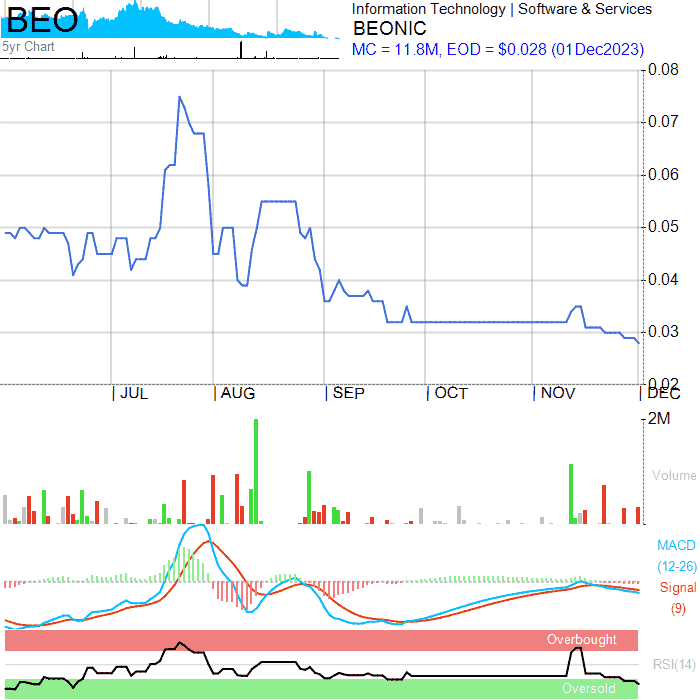 BEO
Information Technology | Software & Services
BEONIC
5yr Chart
MC = 11.8M, EOD = $0.028 (01Dec2023)
0.08
0.07
0.06
0.05
0.04
0.03
0.02
JUL AUG SEP OCT NOV DEC
2M
Volume
MACD
(12-26)
Signal
(9)
Overbought
RSI(14)
Oversold